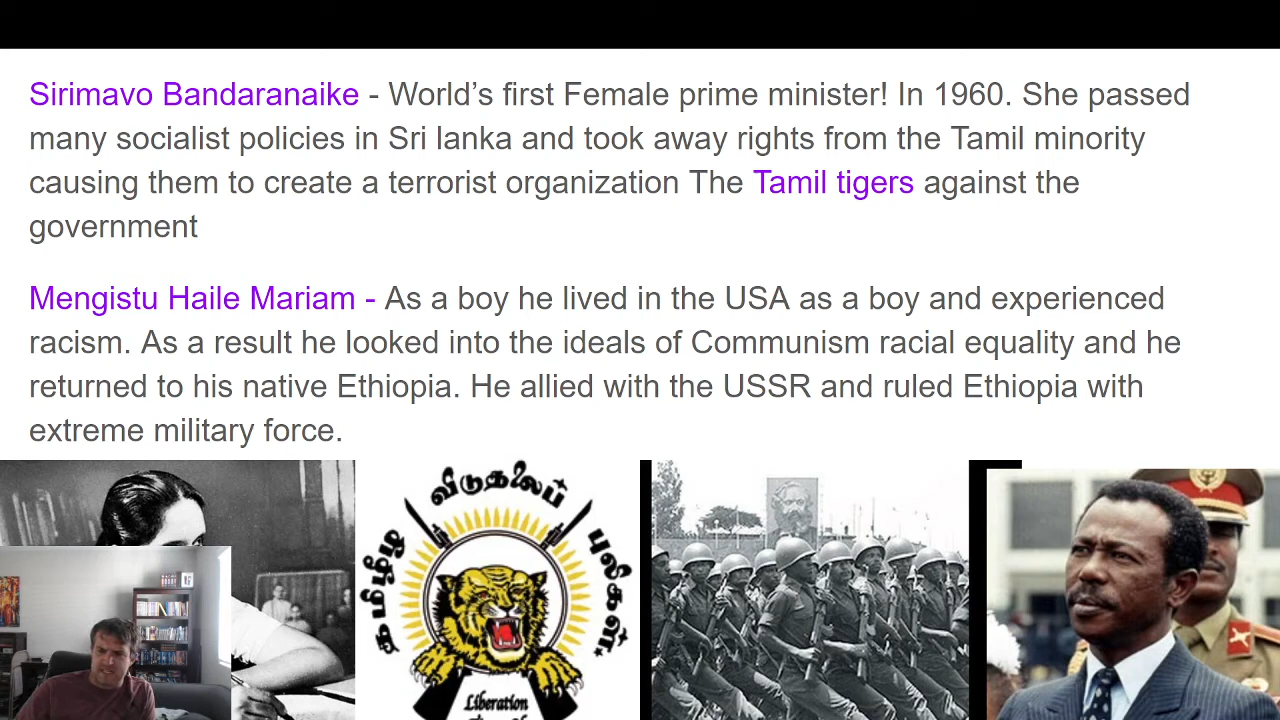 Sirimavo Bandaranaike - World’s first Female prime minister! In 1960. She passed
many socialist policies in Sri lanka and took away rights from the Tamil minority
causing them to create a terrorist organization The Tamil tigers against the
government
Mengistu Haile Mariam - As a boy he lived in the USA as a boy and experienced
racism. As a result he looked into the ideals of Communism racial equality and he
returned to his native Ethiopia. He allied with the USSR and ruled Ethiopia with
extreme military force.
தமிழீழ விடுதலைப் புலிகள்
Liberation